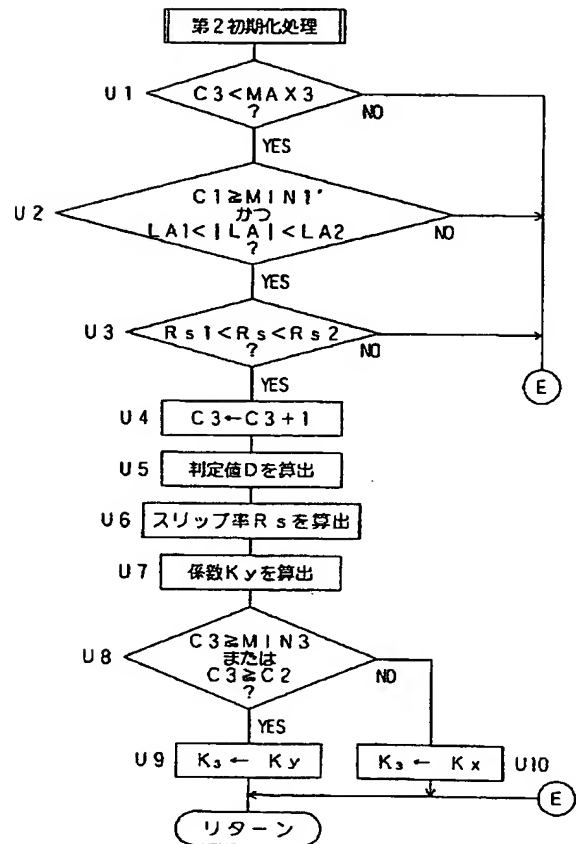 第2初期化処理
U1
C3<MAX3
?
NO
YES
U2
C1≧MIN1'
かつ
LA1<|LA|<LA2
?
NO
YES
U3
Rs1<Rs<Rs2
?
NO
YES
E
U4
C3←C3+1
U5
判定値Dを算出
U6
スリップ率Rsを算出
U7
係数Kyを算出
U8
C3≧MIN3
または
C3≧C2
?
NO
YES
U9
K₃ ← Ky
K₃ ← Kx
U10
E
リターン